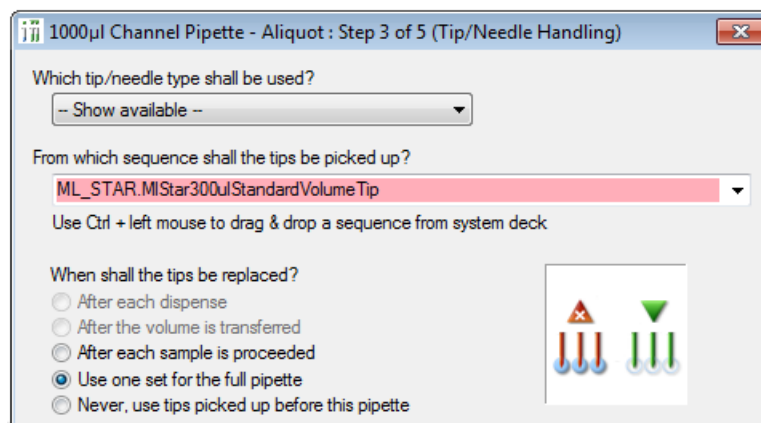 1000µl Channel Pipette - Aliquot : Step 3 of 5 (Tip/Needle Handling)
Which tip/needle type shall be used?
-- Show available --
From which sequence shall the tips be picked up?
ML_STAR.MlStar300ulStandardVolumeTip
Use Ctrl + left mouse to drag & drop a sequence from system deck
When shall the tips be replaced?
After each dispense
After the volume is transferred
After each sample is proceeded
Use one set for the full pipette
Never, use tips picked up before this pipette